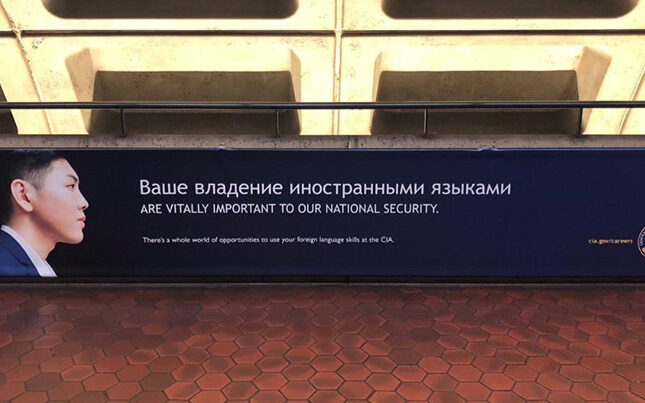 Ваше владение иностранными языками
ARE VITALLY IMPORTANT TO OUR NATIONAL SECURITY.
There's a whole world of opportunities to use your foreign language skills at the CIA.
cia.gov/careers